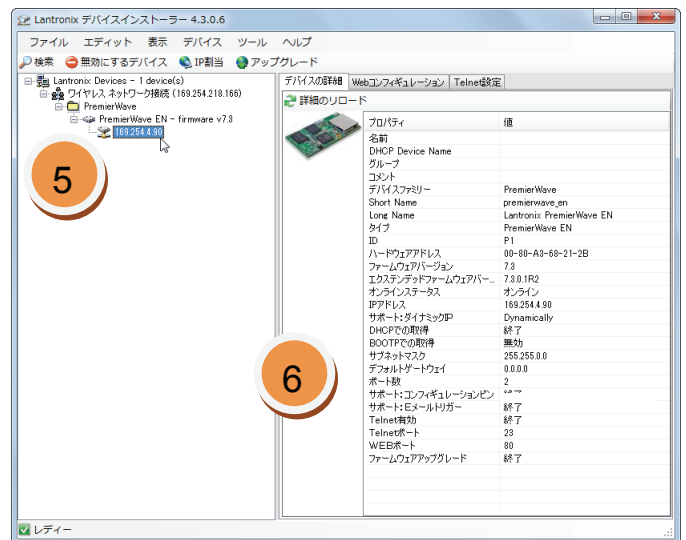 Lantronix デバイスインストーラー 4.3.0.6
ファイル エディット 表示 デバイス ツール ヘルプ
検索 無効にするデバイス IP割当 アップグレード
Lantronix Devices - 1 device(s)
ワイヤレス ネットワーク接続 (169.254.218.166)
PremierWave
PremierWave EN - firmware v7.3
169.254.4.90
5
デバイスの詳細 Webコンフィギュレーション Telnet設定
詳細のリロード
プロパティ 値
名前
DHCP Device Name
グループ
コメント
デバイスファミリー PremierWave
Short Name premierwave_en
Long Name Lantronix PremierWave EN
タイプ PremierWave EN
ID P1
ハードウェアアドレス 00-80-A3-68-21-2B
ファームウェアバージョン 7.3
エクステンデッドファームウェアバー... 7.3.0.1R2
オンラインステータス オンライン
IPアドレス 169.254.4.90
サポート:ダイナミックIP Dynamically
DHCPでの取得 終了
BOOTPでの取得 無効
サブネットマスク 255.255.0.0
デフォルトゲートウェイ 0.0.0.0
ポート数 2
サポート:コンフィギュレーションピン
サポート:Eメールトリガー 終了
Telnet有効 終了
Telnetポート 23
WEBポート 80
ファームウェアアップグレード 終了
6
レディー